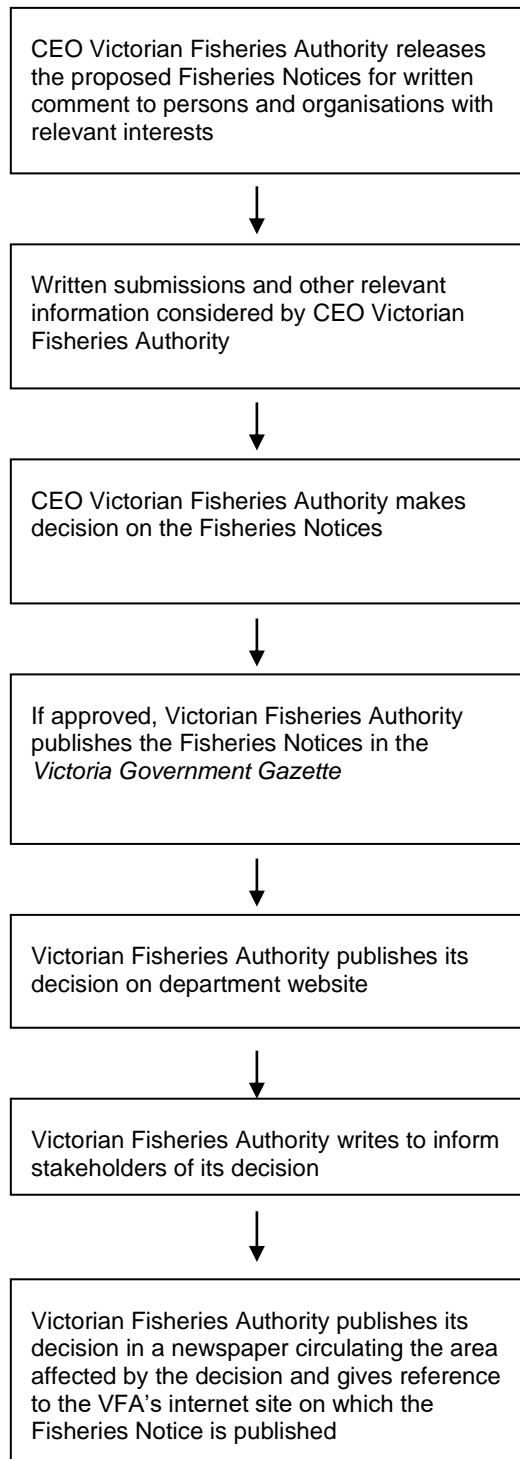 CEO Victorian Fisheries Authority releases
the proposed Fisheries Notices for written
comment to persons and organisations with
relevant interests
Written submissions and other relevant
information considered by CEO Victorian
Fisheries Authority
CEO Victorian Fisheries Authority makes
decision on the Fisheries Notices
If approved, Victorian Fisheries Authority
publishes the Fisheries Notices in the
Victoria Government Gazette
Victorian Fisheries Authority publishes its
decision on department website
Victorian Fisheries Authority writes to inform
stakeholders of its decision
Victorian Fisheries Authority publishes its
decision in a newspaper circulating the area
affected by the decision and gives reference
to the VFA's internet site on which the
Fisheries Notice is published